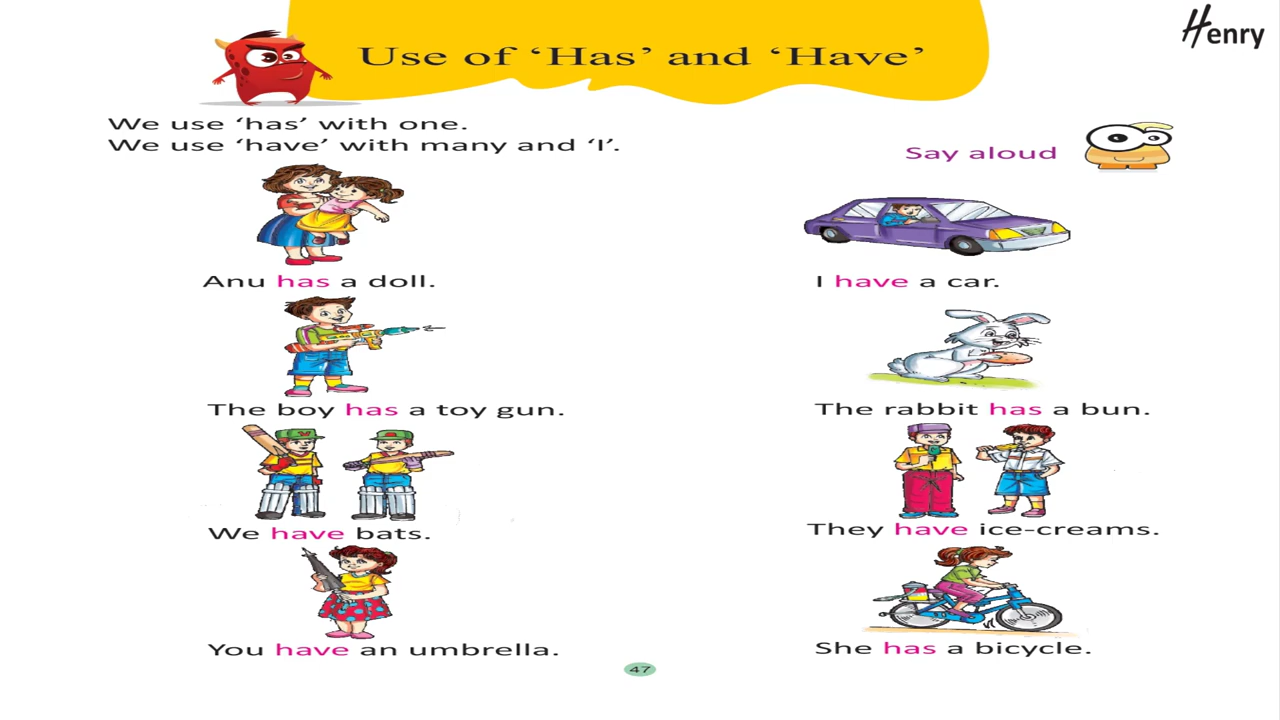 Henry
Use of ‘Has’ and ‘Have’
We use ‘has’ with one.
We use ‘have’ with many and ‘I’.
Say aloud
Anu has a doll.
I have a car.
The boy has a toy gun.
The rabbit has a bun.
We have bats.
They have ice-creams.
You have an umbrella.
She has a bicycle.
47